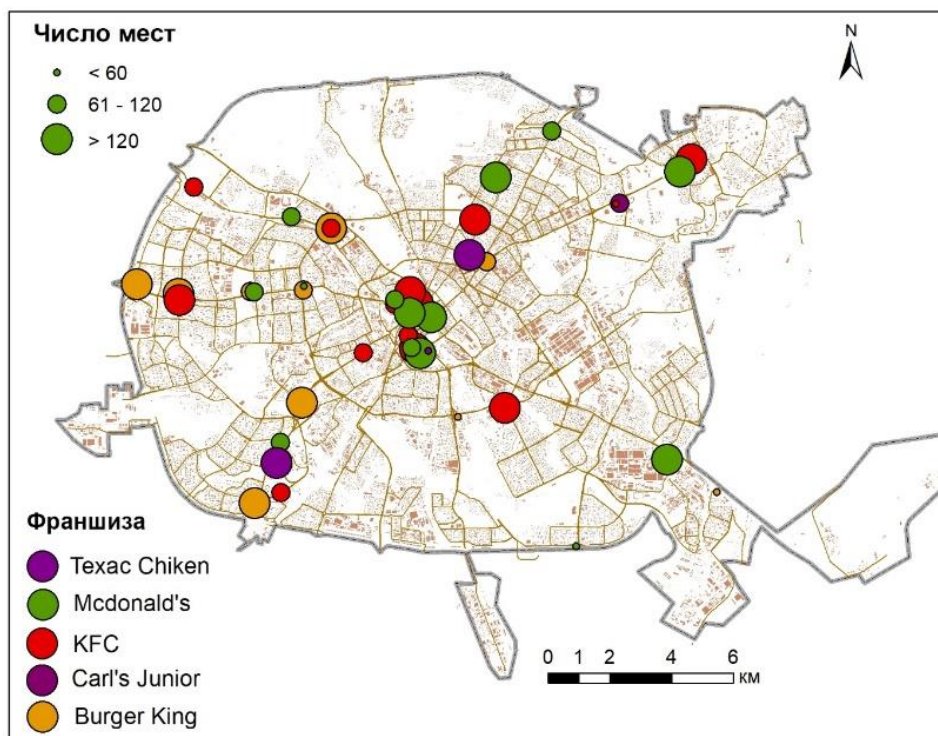 Число мест
< 60
61 - 120
> 120
N
Франшиза
Texac Chiken
Mcdonald's
KFC
Carl's Junior
Burger King
0 1 2 4 6
км